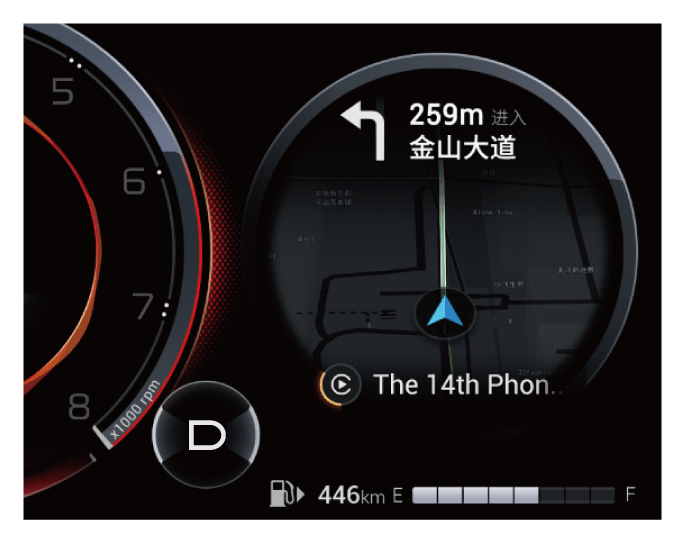 5
6
7
8
x1000 rpm
D
259m 进入
金山大道
Alone Time
The 14th Phon..
446km E F